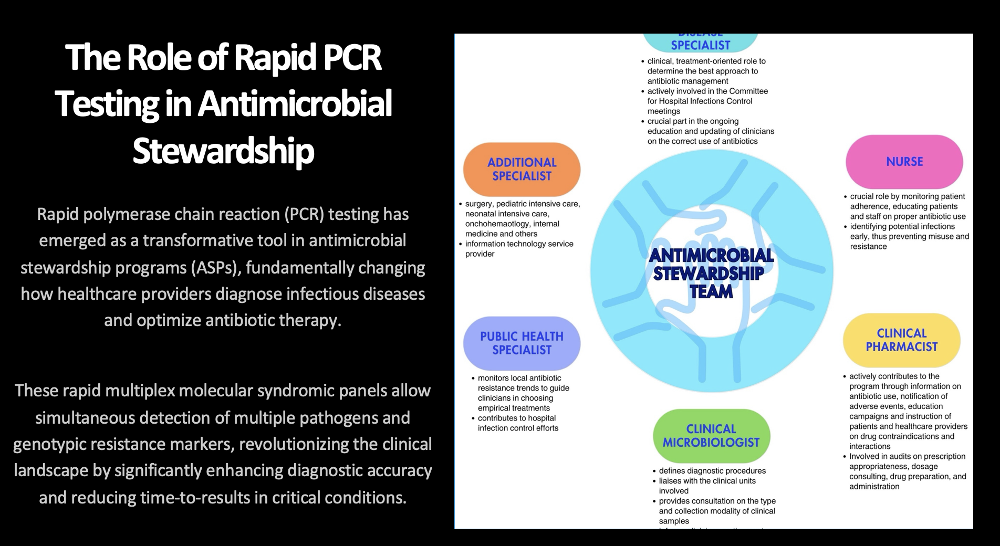 The Role of Rapid PCR
Testing in Antimicrobial
Stewardship
Rapid polymerase chain reaction (PCR) testing has
emerged as a transformative tool in antimicrobial
stewardship programs (ASPs), fundamentally changing
how healthcare providers diagnose infectious diseases
and optimize antibiotic therapy.
These rapid multiplex molecular syndromic panels allow
simultaneous detection of multiple pathogens and
genotypic resistance markers, revolutionizing the clinical
landscape by significantly enhancing diagnostic accuracy
and reducing time-to-results in critical conditions.
DISEASE
SPECIALIST
• clinical, treatment-oriented role to
determine the best approach to
antibiotic management
• actively involved in the Committee
for Hospital Infections Control
meetings
• crucial part in the ongoing
education and updating of clinicians
on the correct use of antibiotics
ADDITIONAL
SPECIALIST
• surgery, pediatric intensive care,
neonatal intensive care,
onchohemaotlogy, internal
medicine and others
• information technology service
provider
NURSE
• crucial role by monitoring patient
adherence, educating patients
and staff on proper antibiotic use
• identifying potential infections
early, thus preventing misuse and
resistance
ANTIMICROBIAL
STEWARDSHIP
TEAM
PUBLIC HEALTH
SPECIALIST
• monitors local antibiotic
resistance trends to guide
clinicians in choosing
empirical treatments
• contributes to hospital
infection control efforts
CLINICAL
PHARMACIST
• actively contributes to the
program through information on
antibiotic use, notification of
adverse events, education
campaigns and instruction of
patients and healthcare providers
on drug contraindications and
interactions
• Involved in audits on prescription
appropriateness, dosage
consulting, drug preparation, and
administration
CLINICAL
MICROBIOLOGIST
• defines diagnostic procedures
• liaises with the clinical units
involved
• provides consultation on the type
and collection modality of clinical
samples